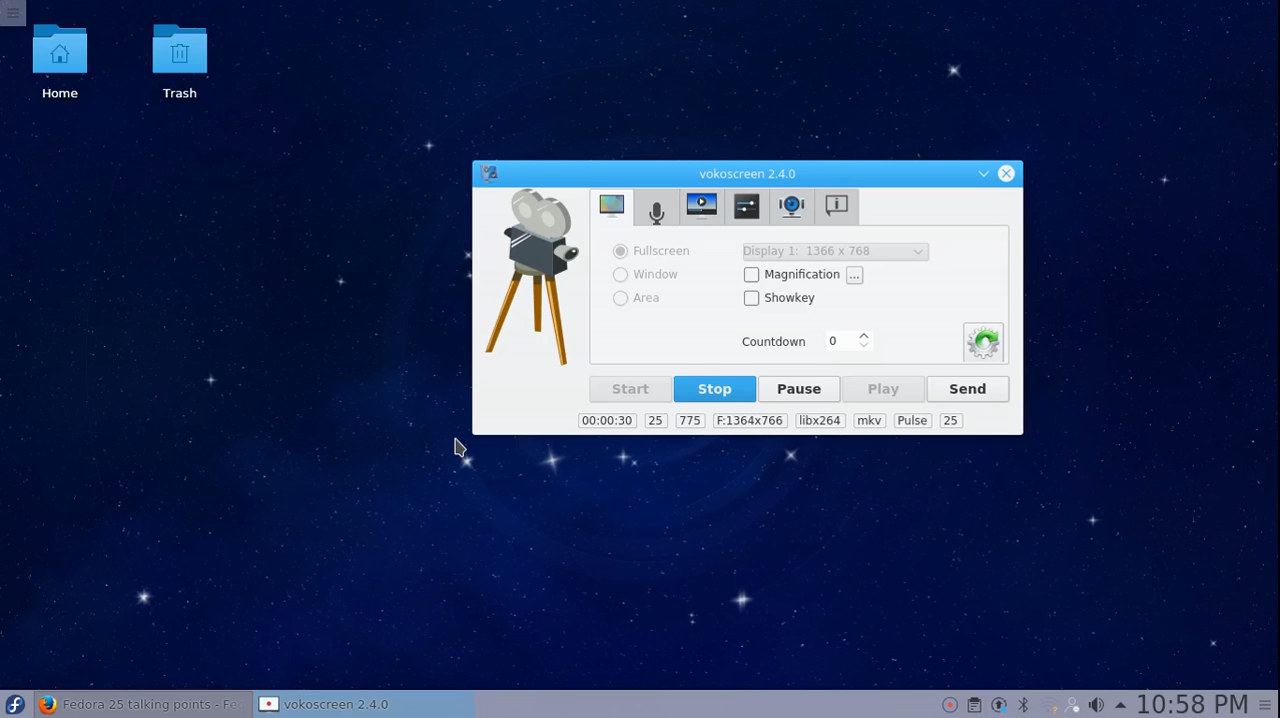 Home
Trash
vokoscreen 2.4.0
Fullscreen
Display 1: 1366 x 768
Window
Magnification ...
Area
Showkey
Countdown 0
Start Stop Pause Play Send
00:00:30 25 775 F:1364x766 libx264 mkv Pulse 25
Fedora 25 talking points - Fe
vokoscreen 2.4.0
10:58 PM